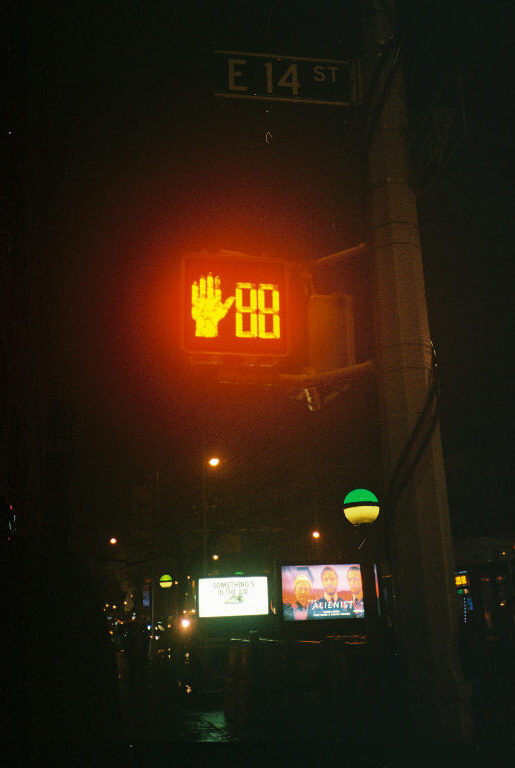 E 14 ST
88
SOMETHING'S
IN THE AIR.
ALIENIST